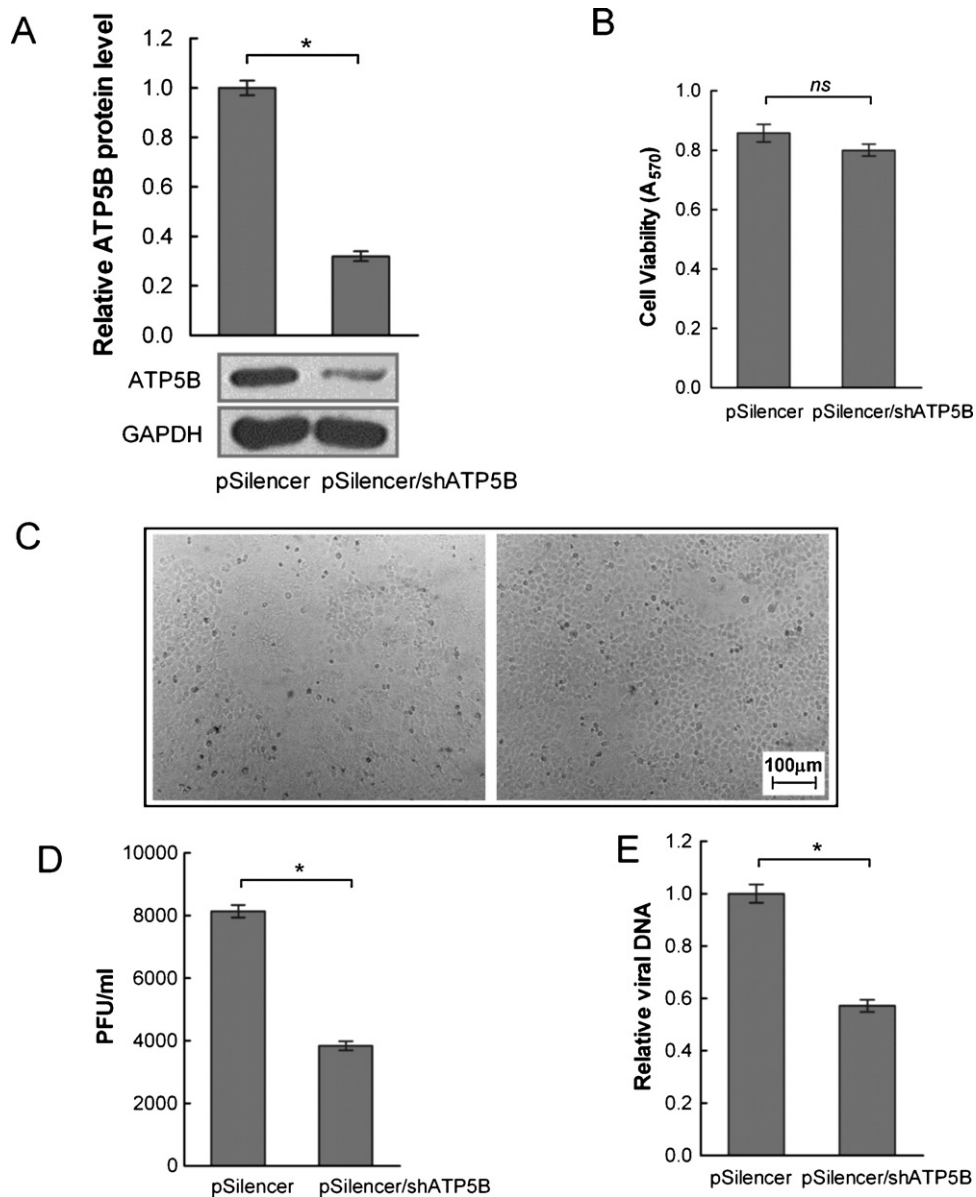 A
Relative ATP5B protein level
1.2
1.0
0.8
0.6
0.4
0.2
0.0
*
ATP5B
GAPDH
pSilencer pSilencer/shATP5B
B
Cell Viability (A570)
1.0
0.8
0.6
0.4
0.2
0.0
ns
pSilencer pSilencer/shATP5B
C
100μm
D
PFU/ml
10000
8000
6000
4000
2000
0
*
pSilencer pSilencer/shATP5B
E
Relative viral DNA
1.2
1.0
0.8
0.6
0.4
0.2
0.0
*
pSilencer pSilencer/shATP5B